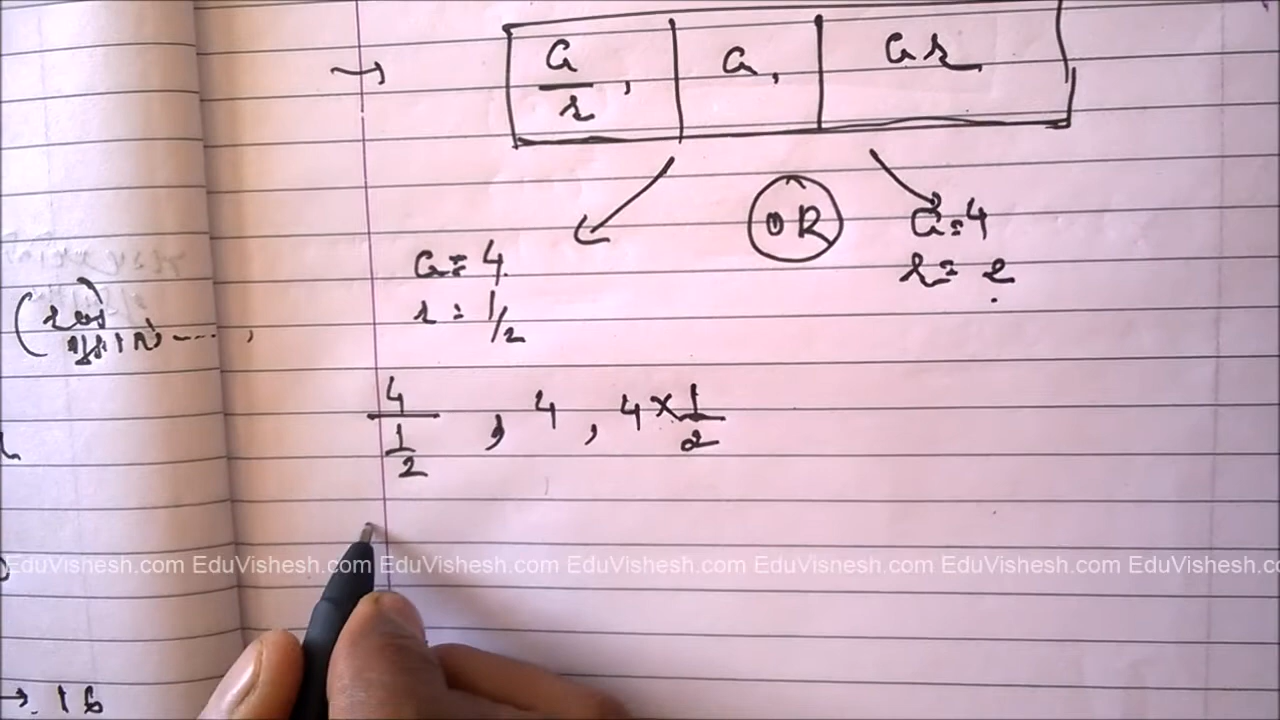 → a/r, a, ar
OR
a=4
r=1/2
a=4
r=2
4/(1/2), 4, 4×1/2
EduVishesh.com EduVishesh.com EduVishesh.com EduVishesh.com EduVishesh.com EduVishesh.com EduVishesh.co
→ 16